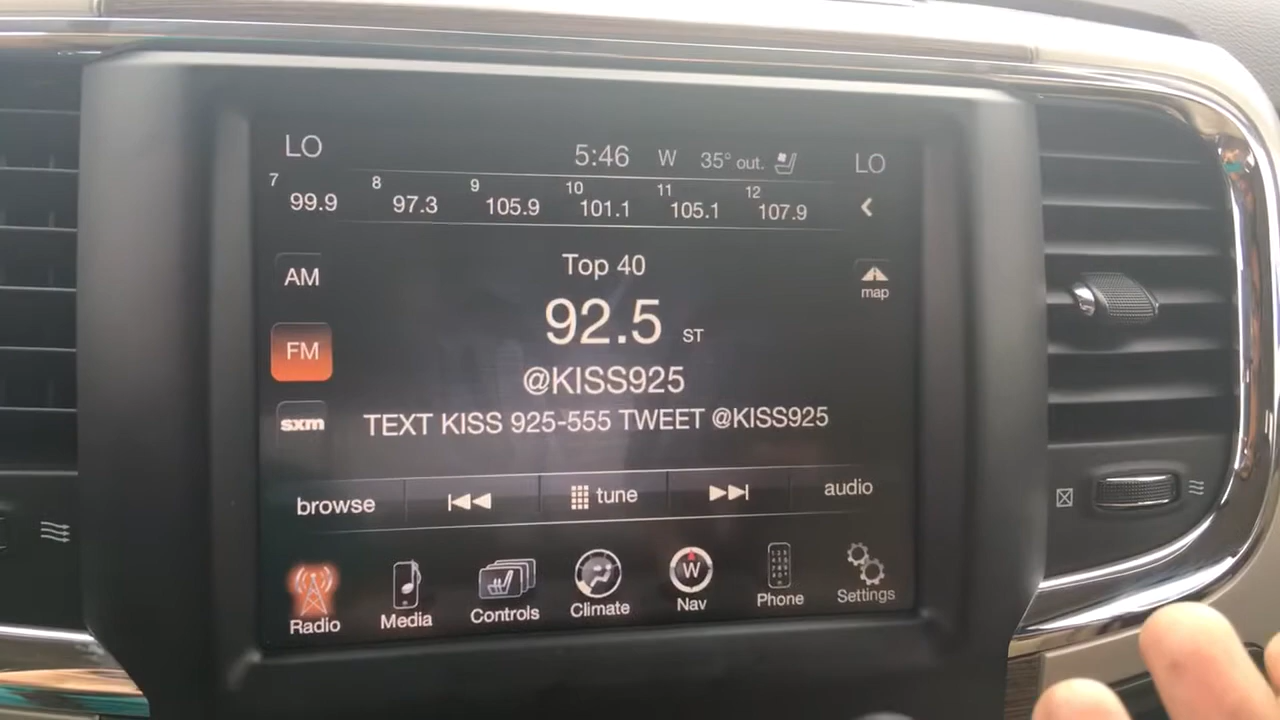 LO 5:46 W 35° out. LO
7 8 9 10 11 12
99.9 97.3 105.9 101.1 105.1 107.9
Top 40
AM
map
92.5 ST
FM
@KISS925
sxm TEXT KISS 925-555 TWEET @KISS925
browse tune audio
Radio Media Controls Climate W Nav Phone Settings